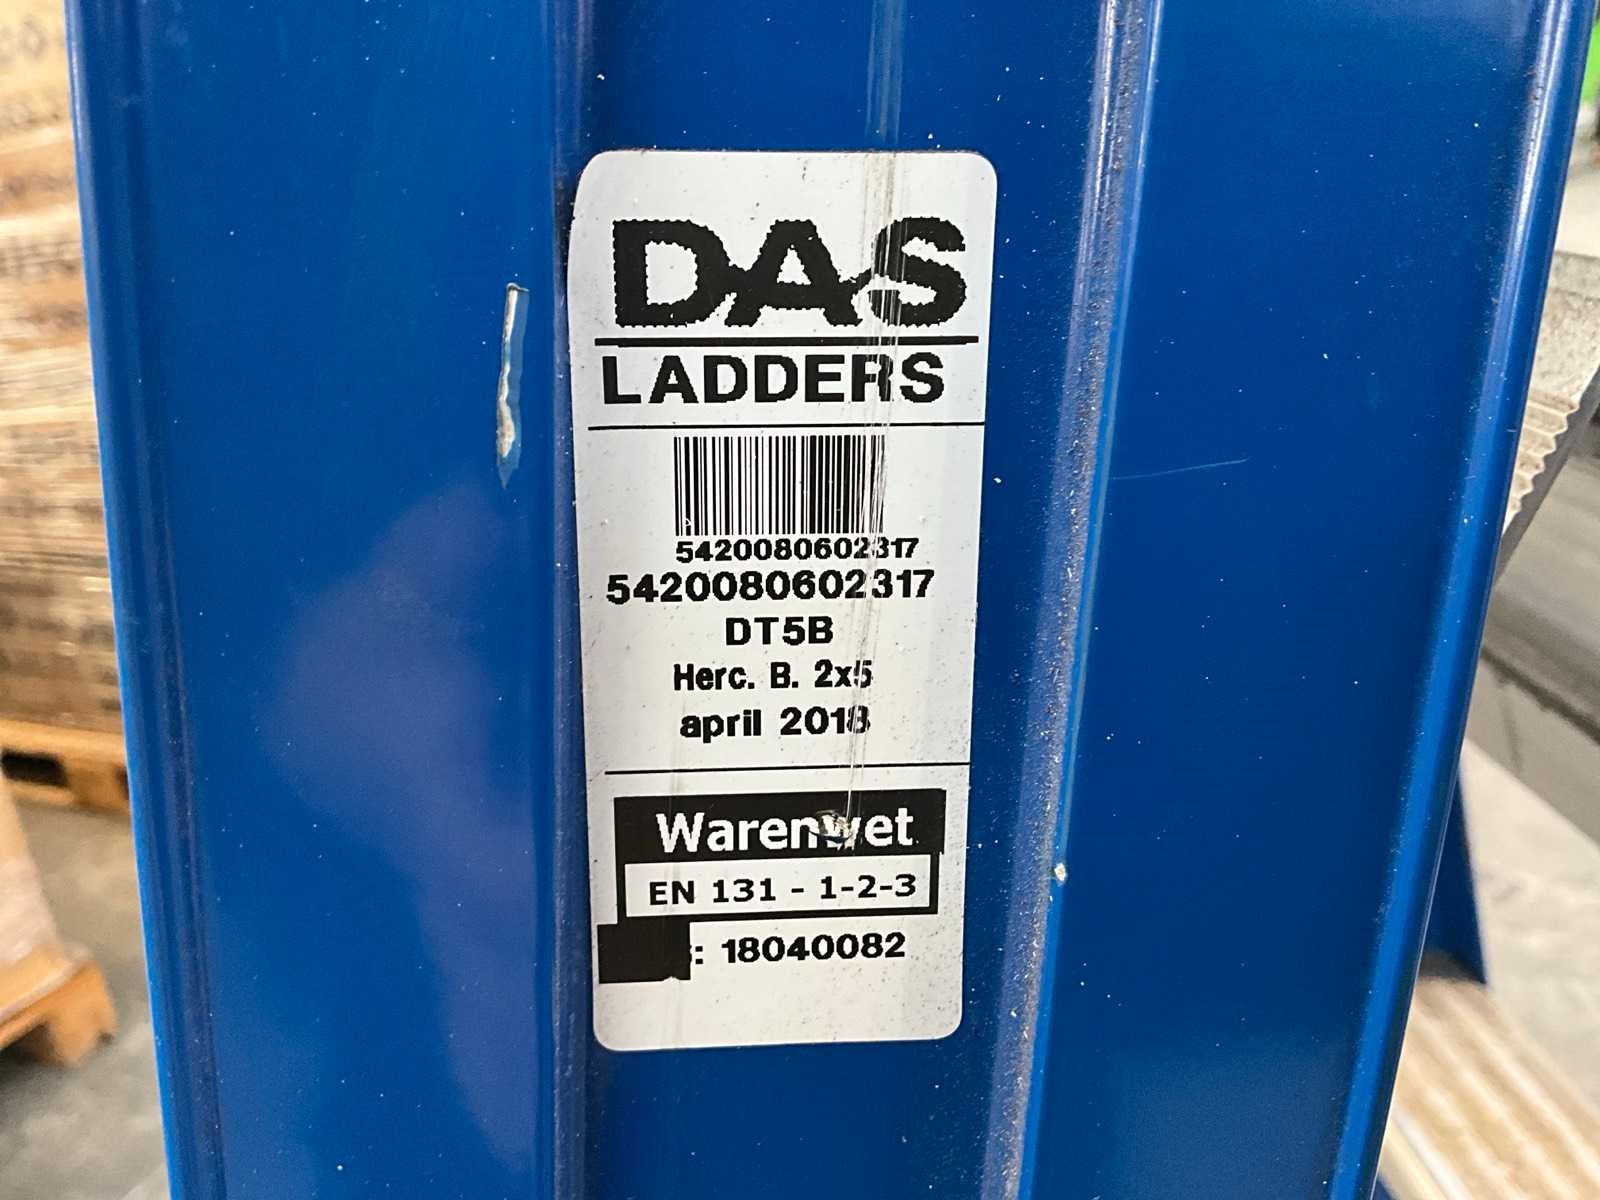 DAS
LADDERS
5420080602317
5420080602317
DT5B
Herc. B. 2x5
april 2018
Warenwet
EN 131 - 1-2-3
: 18040082